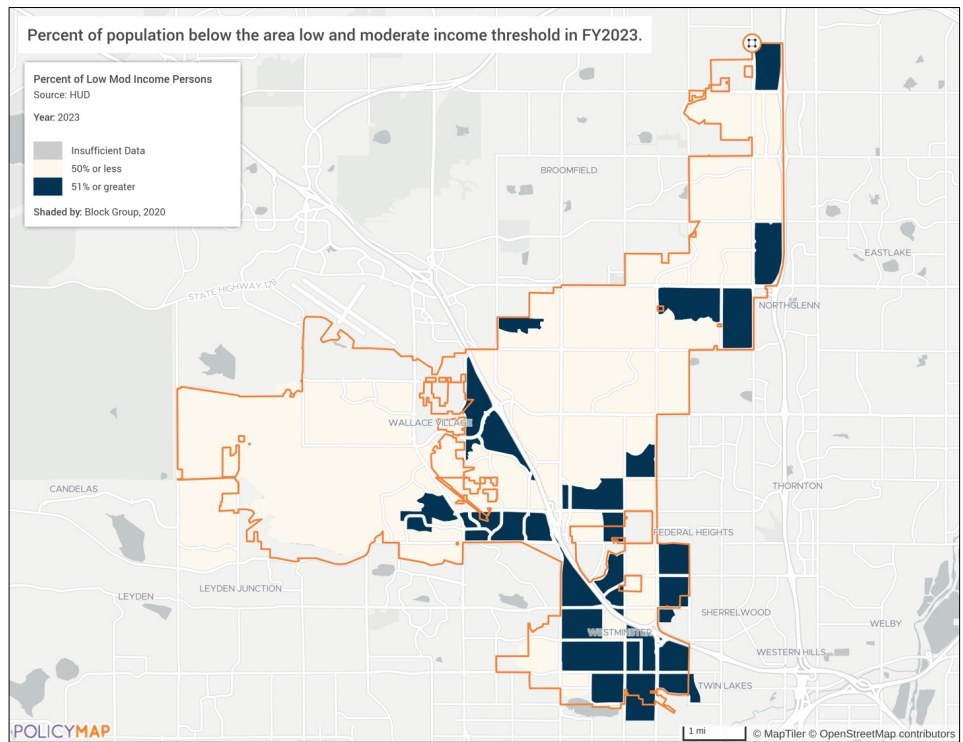 Percent of population below the area low and moderate income threshold in FY2023.
Percent of Low Mod Income Persons
Source: HUD
Year: 2023
Insufficient Data
50% or less
51% or greater
Shaded by: Block Group, 2020
BROOMFIELD
EASTLAKE
STATE HIGHWAY 128
NORTHGLENN
WALLACE VILLAGE
CANDELAS
THORNTON
FEDERAL HEIGHTS
LEYDEN JUNCTION
LEYDEN
SHERRELWOOD
WELBY
WESTMINSTER
WESTERN HILLS
TWIN LAKES
POLICYMAP
1 mi
© MapTiler © OpenStreetMap contributors